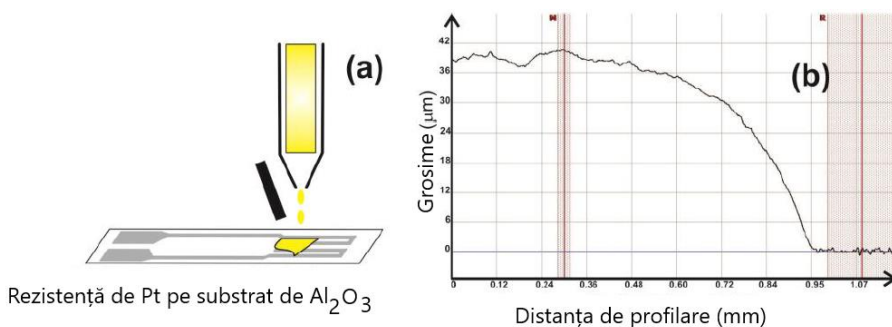 (a)
Rezistență de Pt pe substrat de Al2O3
M
R
(b)
Grosime (μm)
42
36
30
24
18
12
6
0
0 0.12 0.24 0.36 0.48 0.60 0.72 0.84 0.95 1.07
Distanța de profilare (mm)